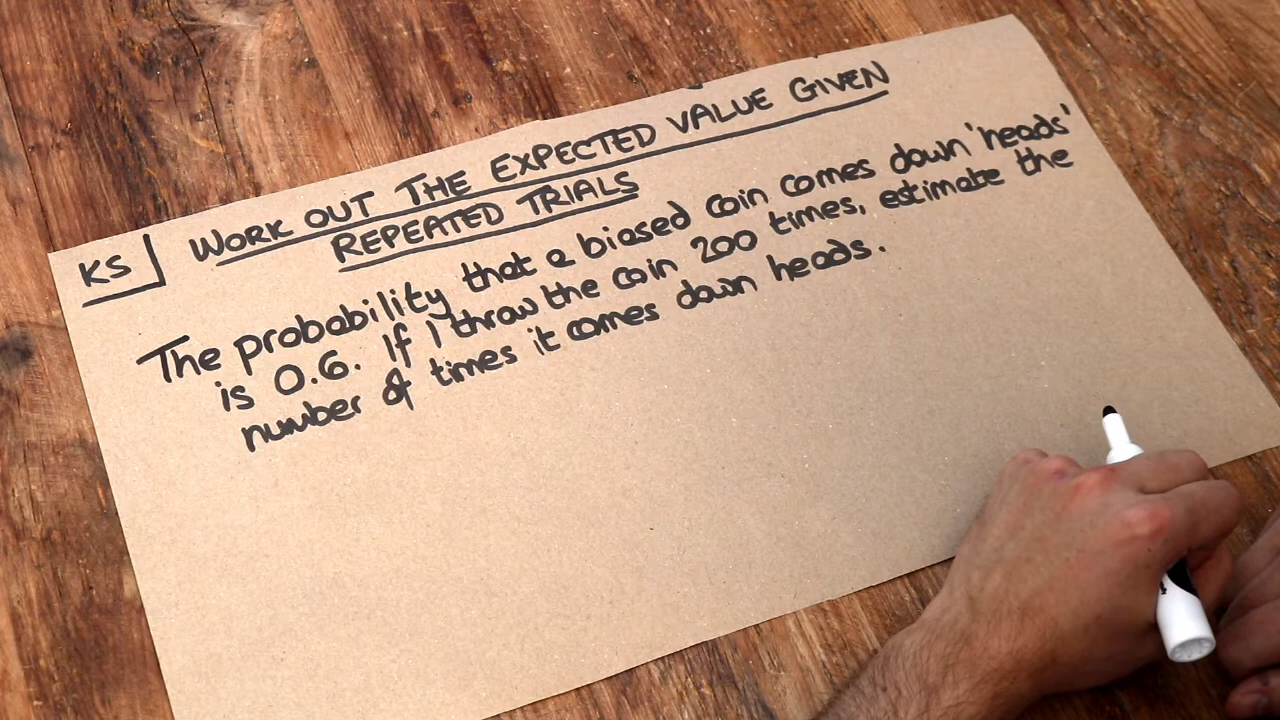 KS
WORK OUT THE EXPECTED VALUE GIVEN
REPEATED TRIALS
The probability that a biased coin comes down 'heads'
is 0.6. If I throw the coin 200 times, estimate the
number of times it comes down heads.